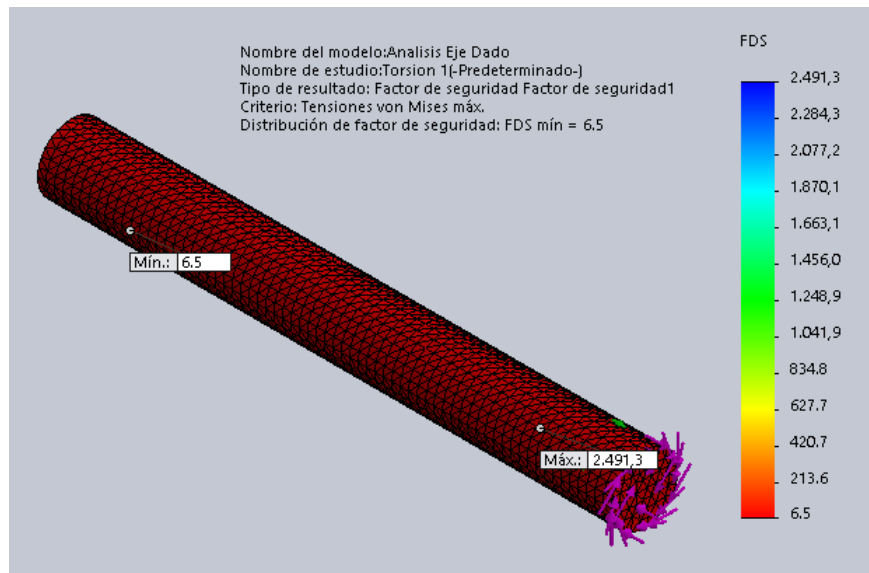 Nombre del modelo:Analisis Eje Dado
Nombre de estudio:Torsion 1(-Predeterminado-)
Tipo de resultado: Factor de seguridad Factor de seguridad1
Criterio: Tensiones von Mises máx.
Distribución de factor de seguridad: FDS mín = 6.5
FDS
2.491,3
2.284,3
2.077,2
1.870,1
1.663,1
1.456,0
1.248,9
1.041,9
834.8
627.7
420.7
213.6
6.5
Mín.: 6.5
Máx.: 2.491,3